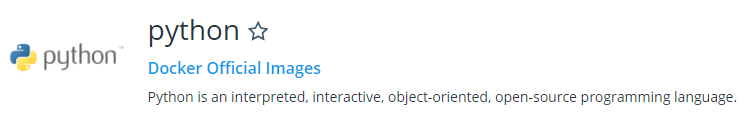 python
python™
Docker Official Images
Python is an interpreted, interactive, object-oriented, open-source programming language.